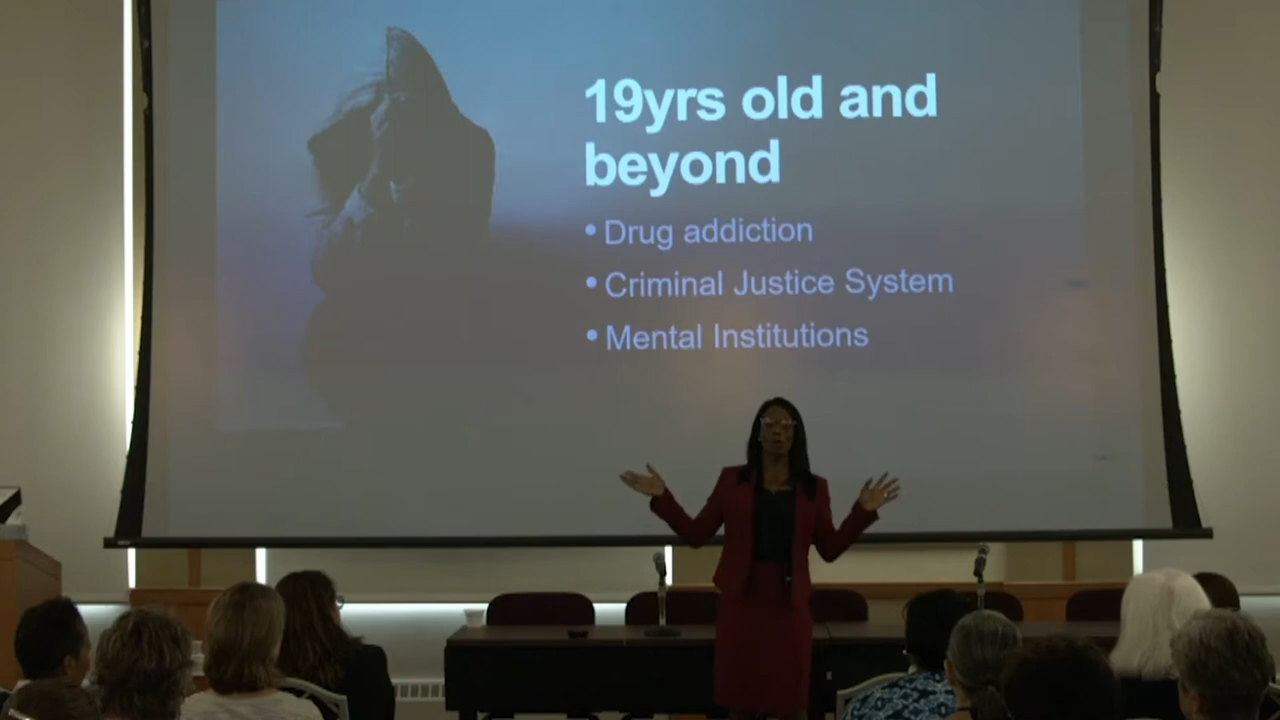 19yrs old and
beyond
• Drug addiction
• Criminal Justice System
• Mental Institutions